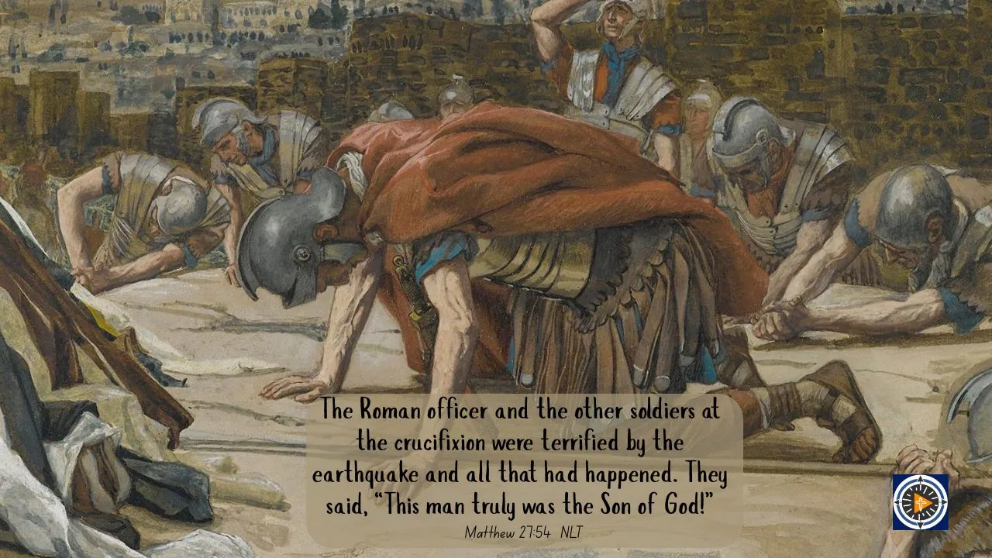 The Roman officer and the other soldiers at
the crucifixion were terrified by the
earthquake and all that had happened. They
said, “This man truly was the Son of God!”
Matthew 27:54 NLT